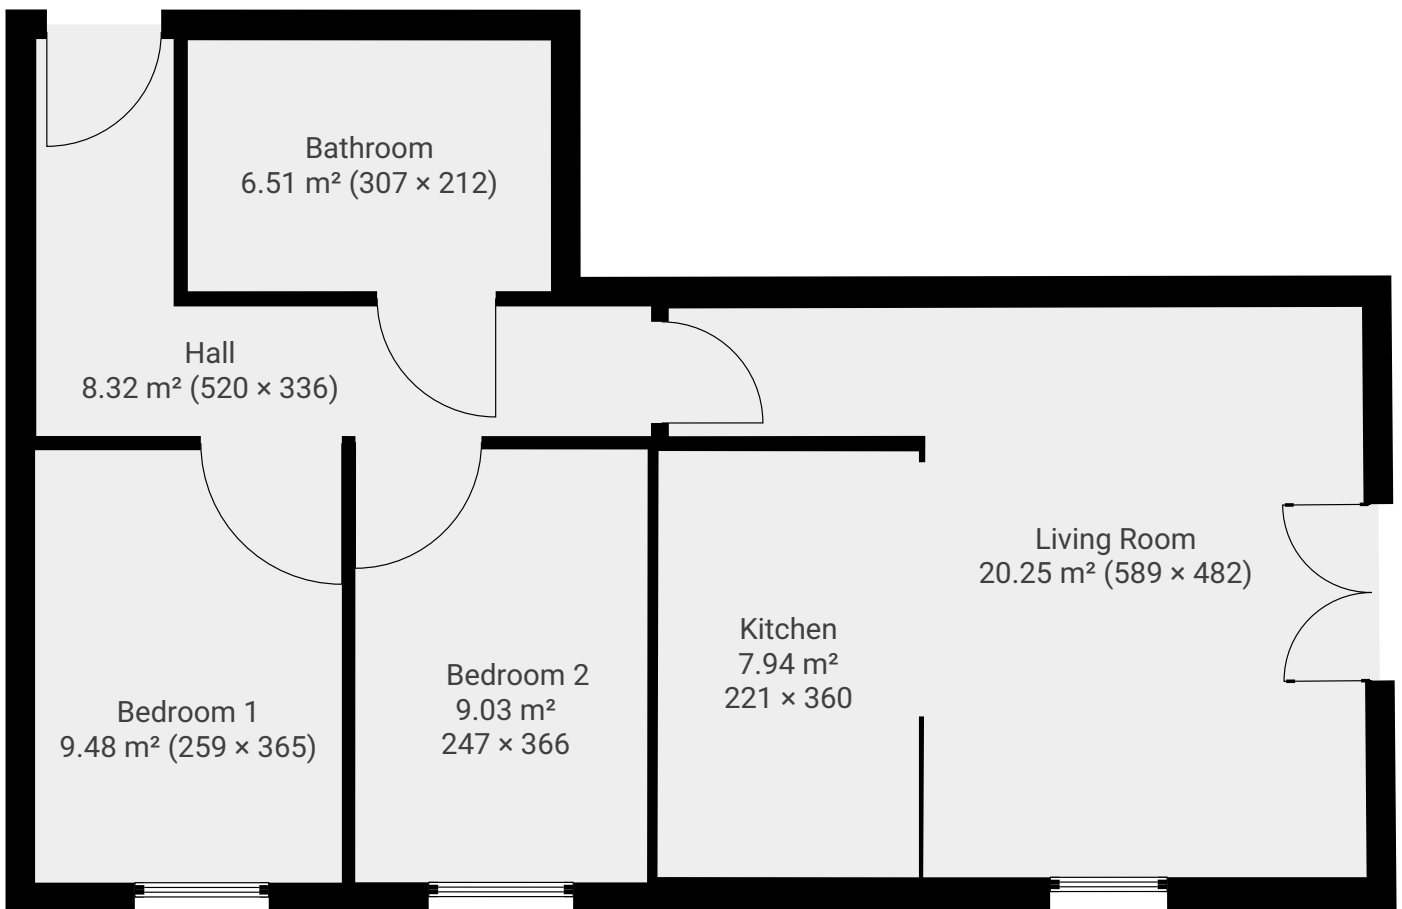 Bathroom
6.51 m² (307 × 212)
Hall
8.32 m² (520 × 336)
Living Room
20.25 m² (589 × 482)
Kitchen
7.94 m²
221 × 360
Bedroom 2
9.03 m²
247 × 366
Bedroom 1
9.48 m² (259 × 365)